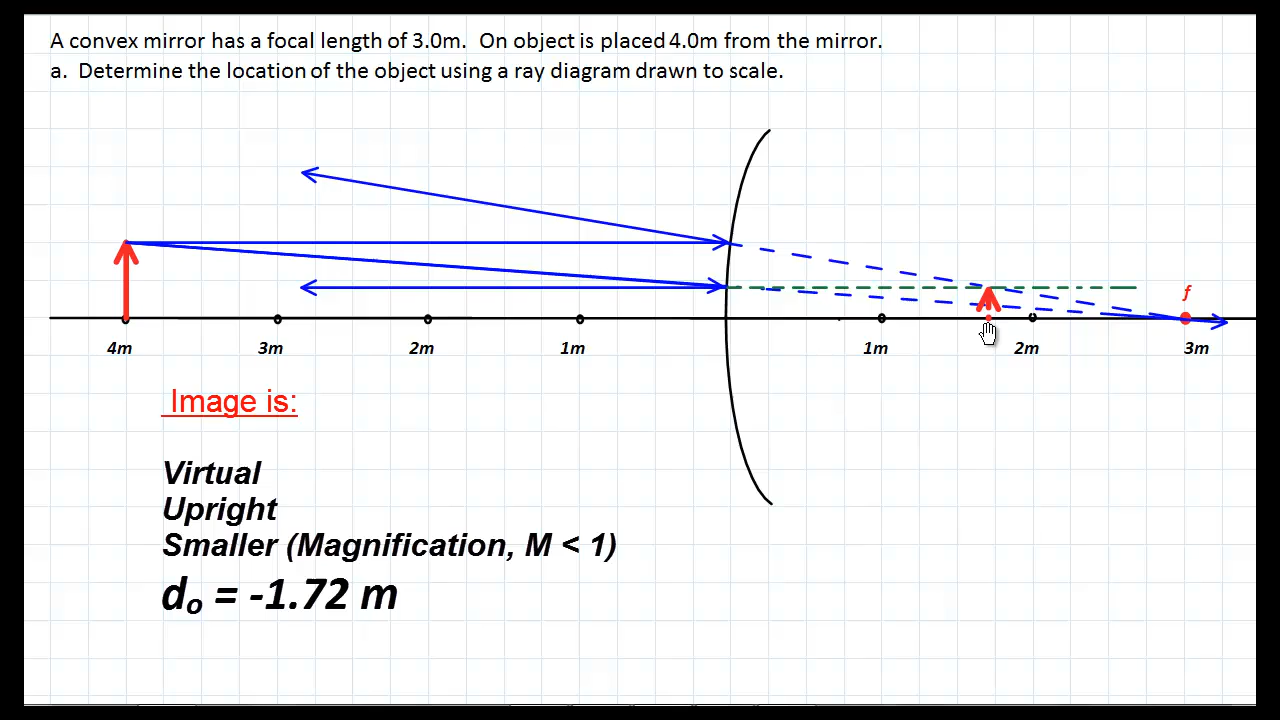 A convex mirror has a focal length of 3.0m. On object is placed 4.0m from the mirror.
a. Determine the location of the object using a ray diagram drawn to scale.
f
4m 3m 2m 1m 1m 2m 3m
Image is:
Virtual
Upright
Smaller (Magnification, M < 1)
dₒ = -1.72 m